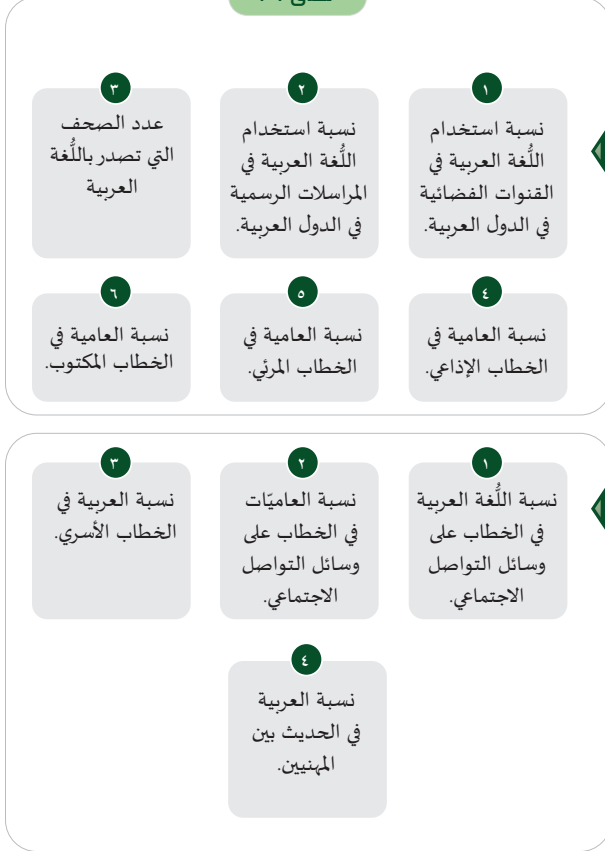 ١
نسبة استخدام
اللُّغة العربية في
القنوات الفضائية
في الدول العربية.
٢
نسبة استخدام
اللُّغة العربية في
المراسلات الرسمية
في الدول العربية.
٣
عدد الصحف
التي تصدر باللُّغة
العربية
٤
نسبة العامية في
الخطاب الإذاعي.
٥
نسبة العامية في
الخطاب المرئي.
٦
نسبة العامية في
الخطاب المكتوب.
١
نسبة اللُّغة العربية
في الخطاب على
وسائل التواصل
الاجتماعي.
٢
نسبة العاميّات
في الخطاب على
وسائل التواصل
الاجتماعي.
٣
نسبة العربية في
الخطاب الأسري.
٤
نسبة العربية
في الحديث بين
المهنيين.